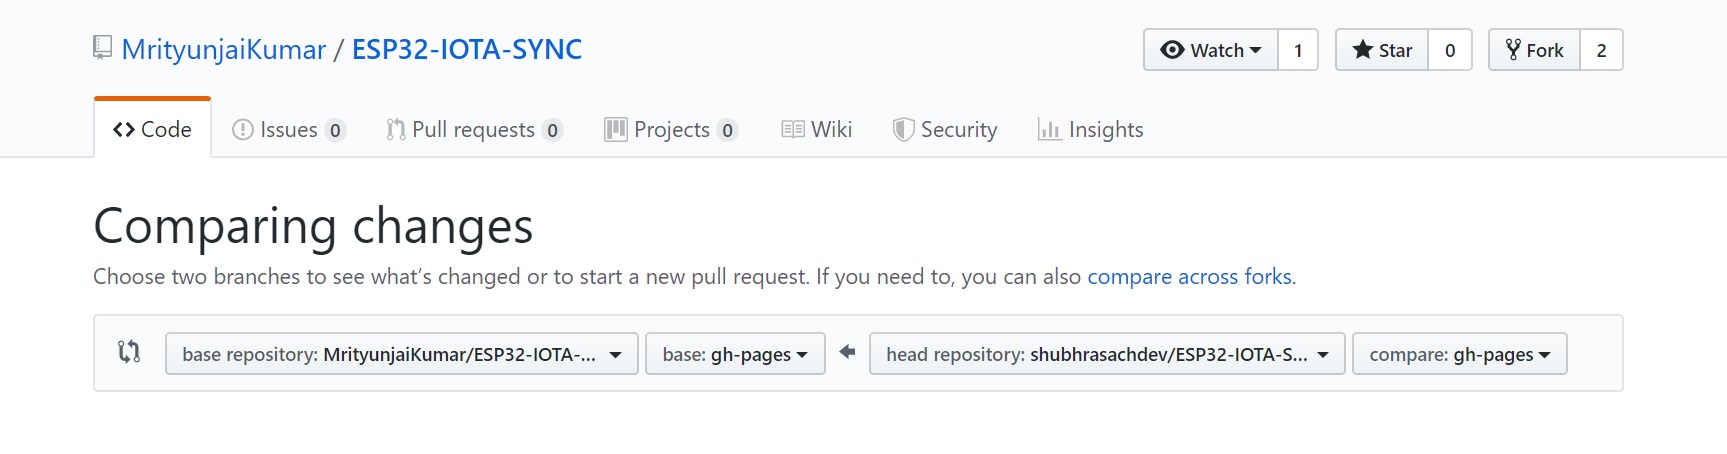 MrityunjaiKumar / ESP32-IOTA-SYNC Watch 1 Star 0 Fork 2
Code Issues 0 Pull requests 0 Projects 0 Wiki Security Insights
Comparing changes
Choose two branches to see what’s changed or to start a new pull request. If you need to, you can also compare across forks.
base repository: MrityunjaiKumar/ESP32-IOTA-... base: gh-pages head repository: shubhrasachdev/ESP32-IOTA-S... compare: gh-pages